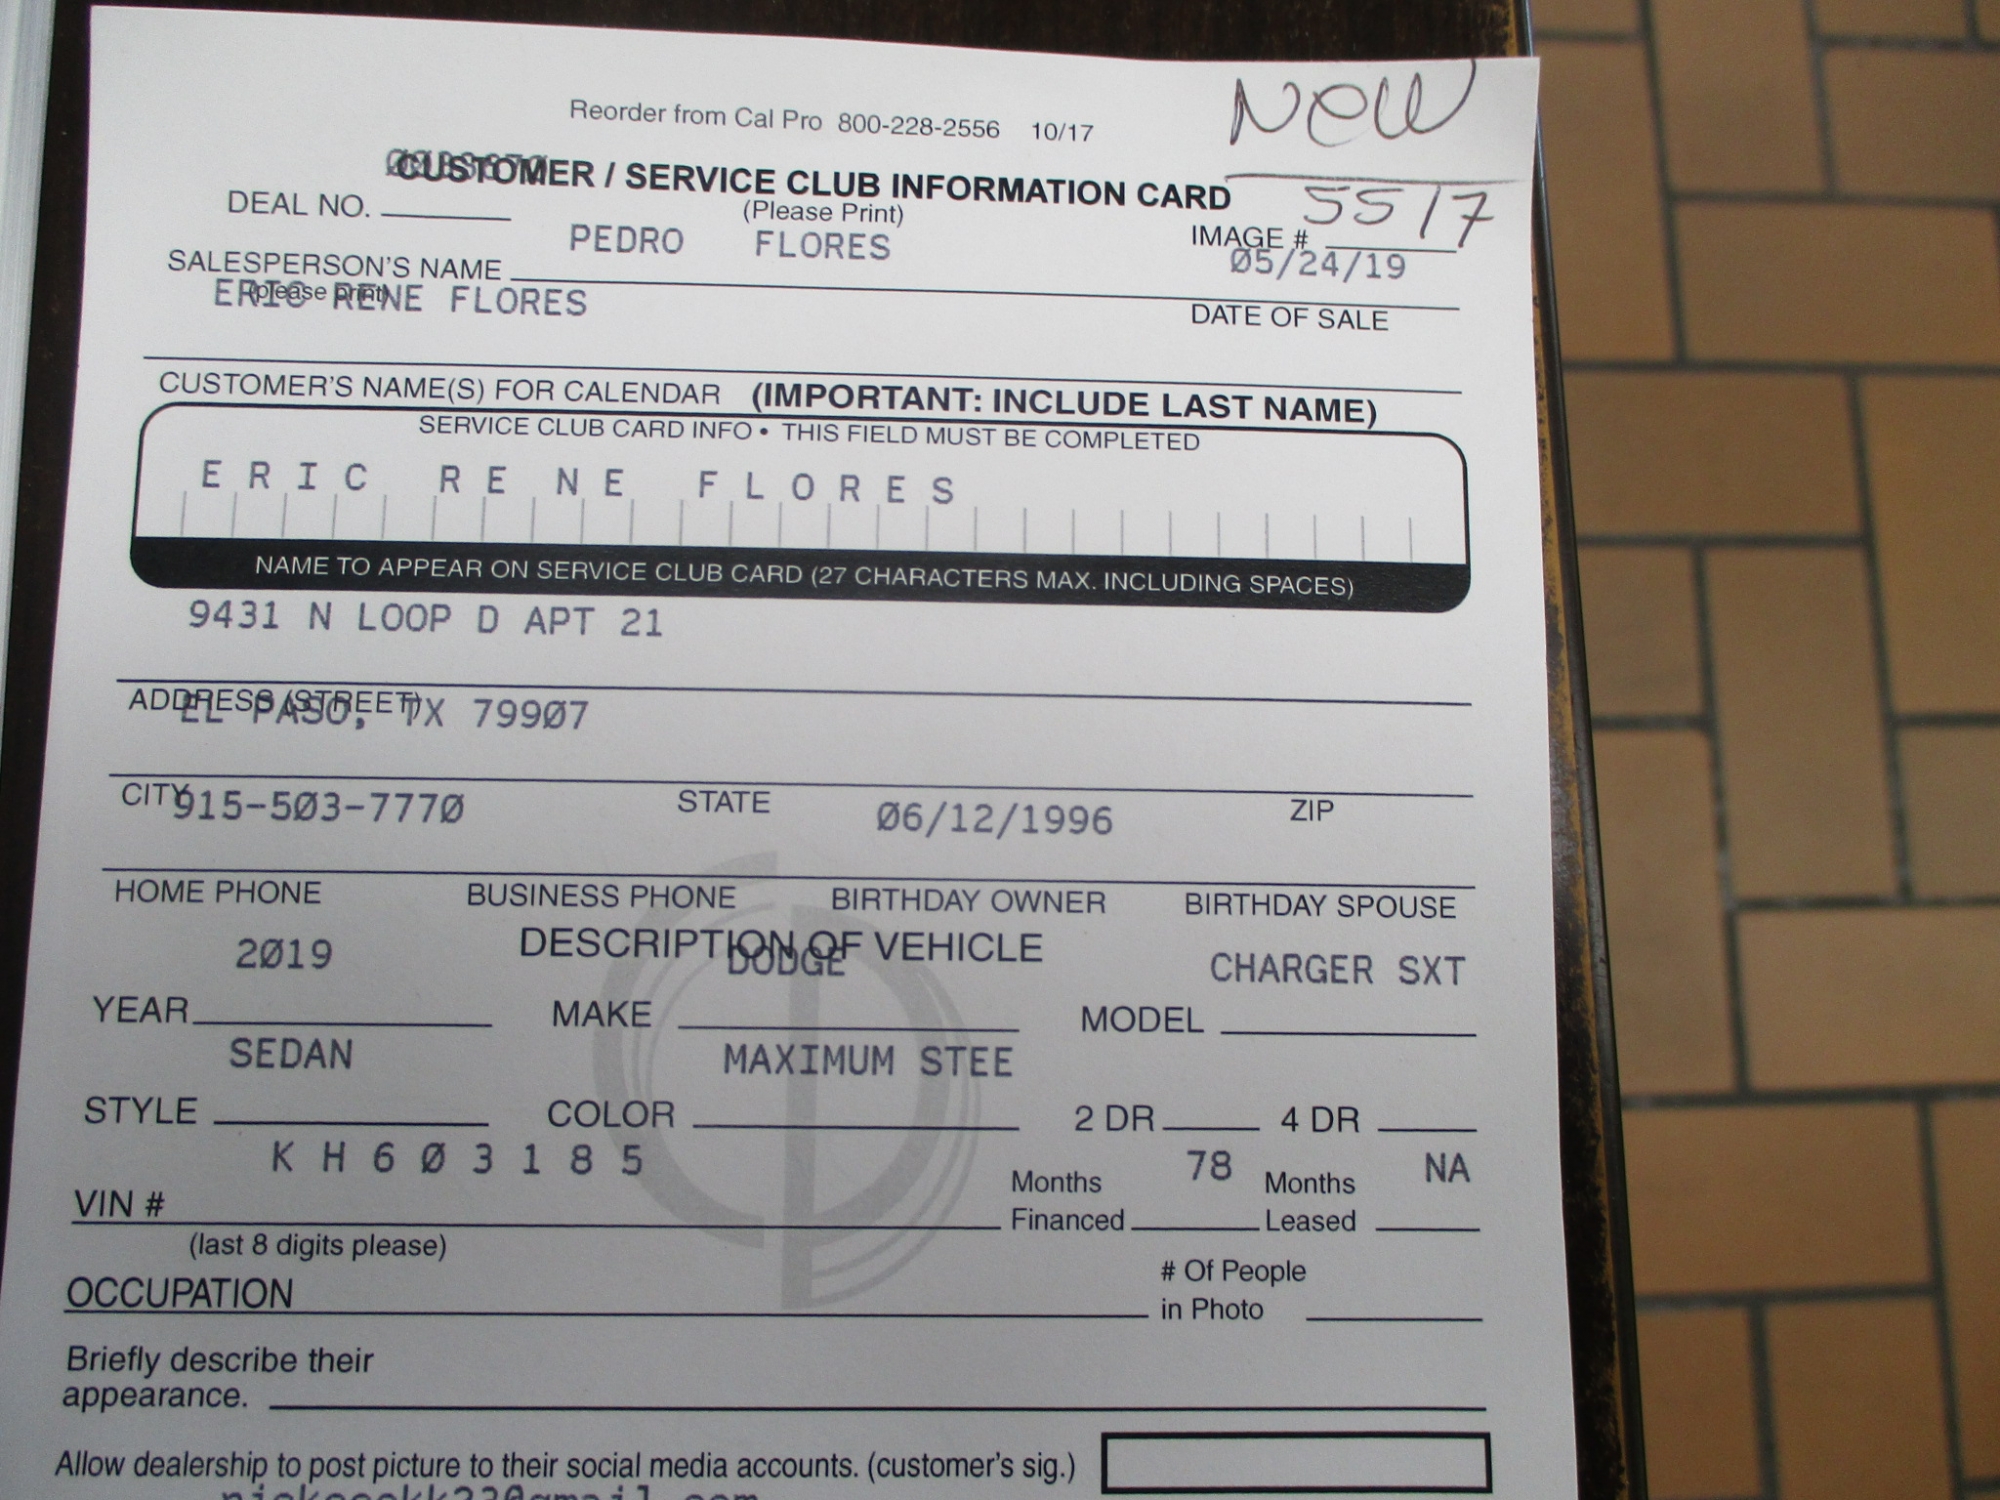 New
Reorder from Cal Pro 800-228-2556 10/17
CUSTOMER / SERVICE CLUB INFORMATION CARD
DEAL NO.
(Please Print)
5517
IMAGE #
PEDRO FLORES
SALESPERSON'S NAME
(please print)
05/24/19
ERIC RENE FLORES
DATE OF SALE
CUSTOMER'S NAME(S) FOR CALENDAR (IMPORTANT: INCLUDE LAST NAME)
SERVICE CLUB CARD INFO • THIS FIELD MUST BE COMPLETED
ERIC RENE FLORES
NAME TO APPEAR ON SERVICE CLUB CARD (27 CHARACTERS MAX. INCLUDING SPACES)
9431 N LOOP D APT 21
ADDRESS (STREET)
EL PASO, TX 79907
CITY STATE ZIP
915-503-7770 06/12/1996
HOME PHONE BUSINESS PHONE BIRTHDAY OWNER BIRTHDAY SPOUSE
DESCRIPTION OF VEHICLE
2019 DODGE CHARGER SXT
YEAR MAKE MODEL
SEDAN MAXIMUM STEE
STYLE COLOR 2 DR 4 DR
KH603185 78 NA
VIN # Months Financed Months Leased
(last 8 digits please)
OCCUPATION # Of People in Photo
Briefly describe their
appearance.
Allow dealership to post picture to their social media accounts. (customer's sig.)